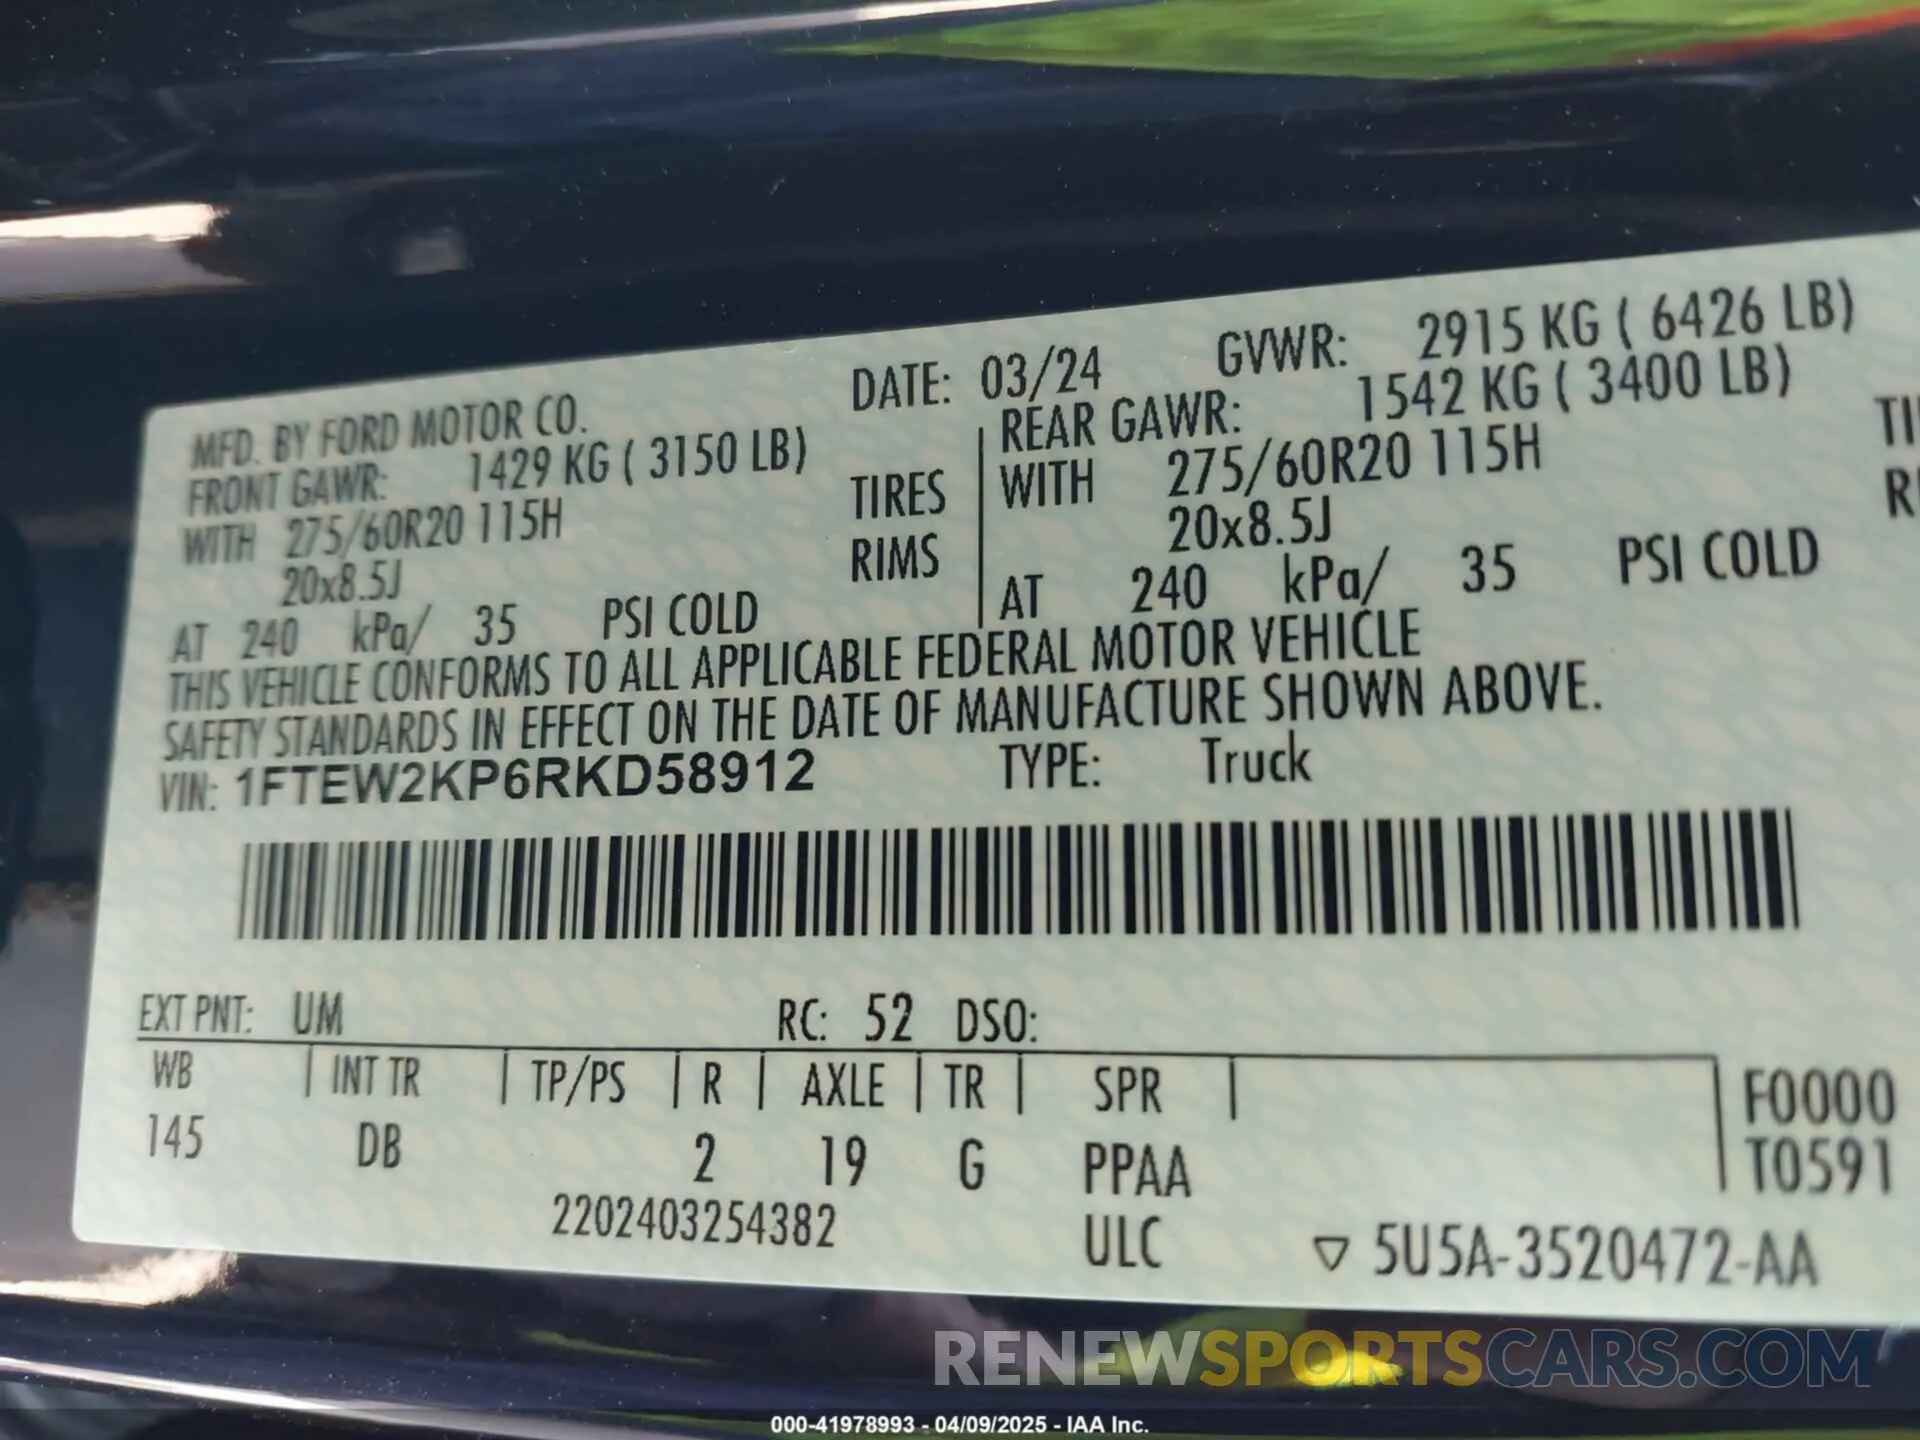 MFD. BY FORD MOTOR CO. DATE: 03/24 GVWR: 2915 KG ( 6426 LB)
FRONT GAWR: 1429 KG ( 3150 LB) REAR GAWR: 1542 KG ( 3400 LB)
WITH 275/60R20 115H TIRES WITH 275/60R20 115H
20x8.5J RIMS 20x8.5J
AT 240 kPa/ 35 PSI COLD AT 240 kPa/ 35 PSI COLD
THIS VEHICLE CONFORMS TO ALL APPLICABLE FEDERAL MOTOR VEHICLE
SAFETY STANDARDS IN EFFECT ON THE DATE OF MANUFACTURE SHOWN ABOVE.
VIN: 1FTEW2KP6RKD58912 TYPE: Truck
EXT PNT: UM RC: 52 DSO:
WB INT TR TP/PS R AXLE TR SPR F0000
145 DB 2 19 G PPAA T0591
2202403254382 ULC ▽ 5U5A-3520472-AA
RENEWSPORTSCARS.COM
000-41978993 - 04/09/2025 - IAA Inc.